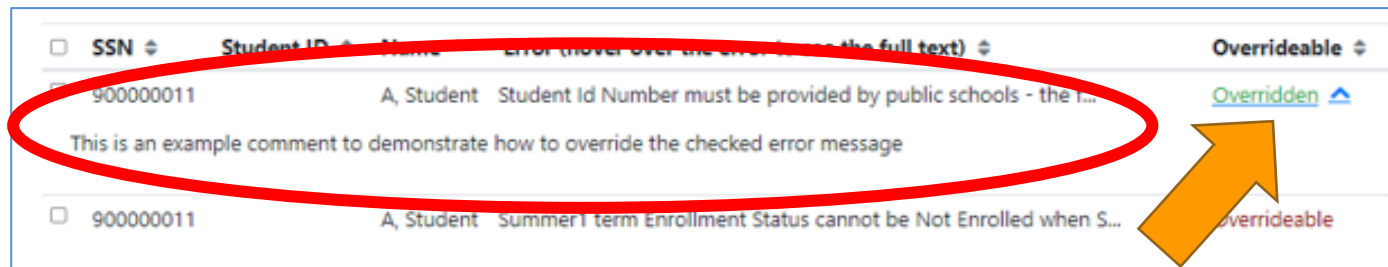 SSN Student ID Name Error (hover over the error to see the full text) Overrideable
900000011 A, Student Student Id Number must be provided by public schools - the f... Overridden
This is an example comment to demonstrate how to override the checked error message
900000011 A, Student Summer1 term Enrollment Status cannot be Not Enrolled when S... Overrideable